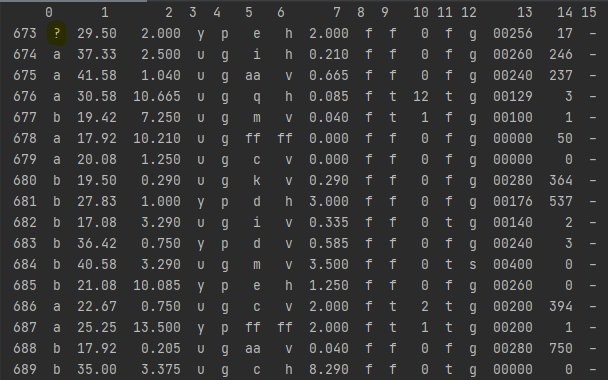 0 1 2 3 4 5 6 7 8 9 10 11 12 13 14 15
673 ? 29.50 2.000 y p e h 2.000 f f 0 f g 00256 17 -
674 a 37.33 2.500 u g i h 0.210 f f 0 f g 00260 246 -
675 a 41.58 1.040 u g aa v 0.665 f f 0 f g 00240 237 -
676 a 30.58 10.665 u g q h 0.085 f t 12 t g 00129 3 -
677 b 19.42 7.250 u g m v 0.040 f t 1 f g 00100 1 -
678 a 17.92 10.210 u g ff ff 0.000 f f 0 f g 00000 50 -
679 a 20.08 1.250 u g c v 0.000 f f 0 f g 00000 0 -
680 b 19.50 0.290 u g k v 0.290 f f 0 f g 00280 364 -
681 b 27.83 1.000 y p d h 3.000 f f 0 f g 00176 537 -
682 b 17.08 3.290 u g i v 0.335 f f 0 t g 00140 2 -
683 b 36.42 0.750 y p d v 0.585 f f 0 f g 00240 3 -
684 b 40.58 3.290 u g m v 3.500 f f 0 t s 00400 0 -
685 b 21.08 10.085 y p e h 1.250 f f 0 f g 00260 0 -
686 a 22.67 0.750 u g c v 2.000 f t 2 t g 00200 394 -
687 a 25.25 13.500 y p ff ff 2.000 f t 1 t g 00200 1 -
688 b 17.92 0.205 u g aa v 0.040 f f 0 f g 00280 750 -
689 b 35.00 3.375 u g c h 8.290 f f 0 t g 00000 0 -